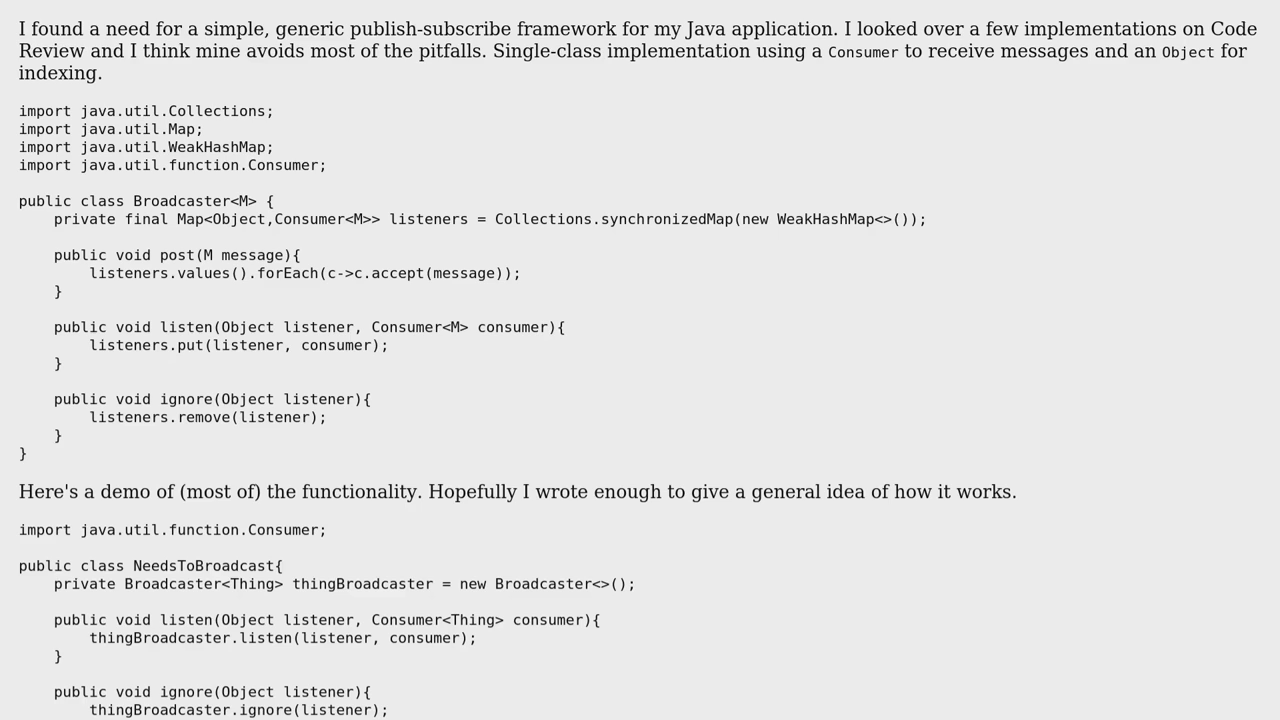 I found a need for a simple, generic publish-subscribe framework for my Java application. I looked over a few implementations on Code
Review and I think mine avoids most of the pitfalls. Single-class implementation using a Consumer to receive messages and an Object for
indexing.
import java.util.Collections;
import java.util.Map;
import java.util.WeakHashMap;
import java.util.function.Consumer;
public class Broadcaster<M> {
    private final Map<Object,Consumer<M>> listeners = Collections.synchronizedMap(new WeakHashMap<>());
    public void post(M message){
        listeners.values().forEach(c->c.accept(message));
    }
    public void listen(Object listener, Consumer<M> consumer){
        listeners.put(listener, consumer);
    }
    public void ignore(Object listener){
        listeners.remove(listener);
    }
}
Here's a demo of (most of) the functionality. Hopefully I wrote enough to give a general idea of how it works.
import java.util.function.Consumer;
public class NeedsToBroadcast{
    private Broadcaster<Thing> thingBroadcaster = new Broadcaster<>();
    public void listen(Object listener, Consumer<Thing> consumer){
        thingBroadcaster.listen(listener, consumer);
    }
    public void ignore(Object listener){
        thingBroadcaster.ignore(listener);